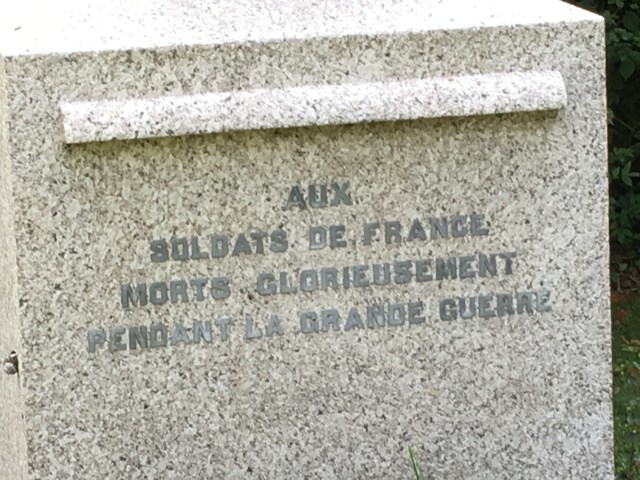 AUX
SOLDATS DE FRANCE
MORTS GLORIEUSEMENT
PENDANT LA GRANDE GUERRE